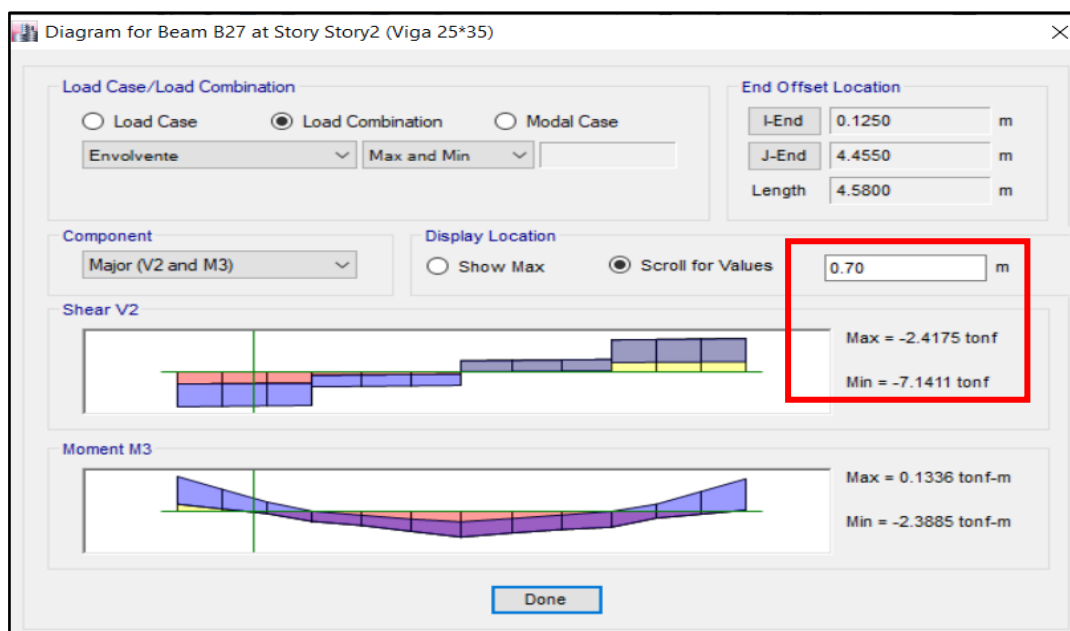 Diagram for Beam B27 at Story Story2 (Viga 25*35)
Load Case/Load Combination
Load Case
Load Combination
Modal Case
Envolvente
Max and Min
End Offset Location
I-End 0.1250 m
J-End 4.4550 m
Length 4.5800 m
Component
Major (V2 and M3)
Display Location
Show Max
Scroll for Values
0.70 m
Shear V2
Max = -2.4175 tonf
Min = -7.1411 tonf
Moment M3
Max = 0.1336 tonf-m
Min = -2.3885 tonf-m
Done